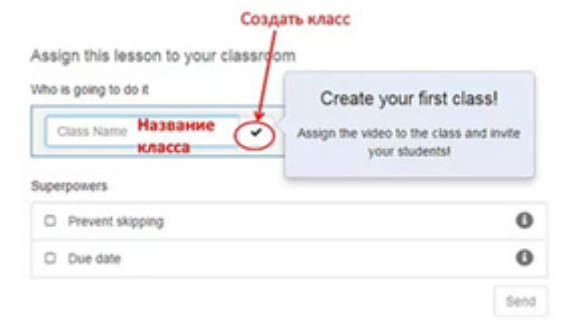 Создать класс
Assign this lesson to your classroom
Who is going to do it
Class Name
Название
класса
Create your first class!
Assign the video to the class and invite
your students!
Superpowers
Prevent skipping
Due date
Send